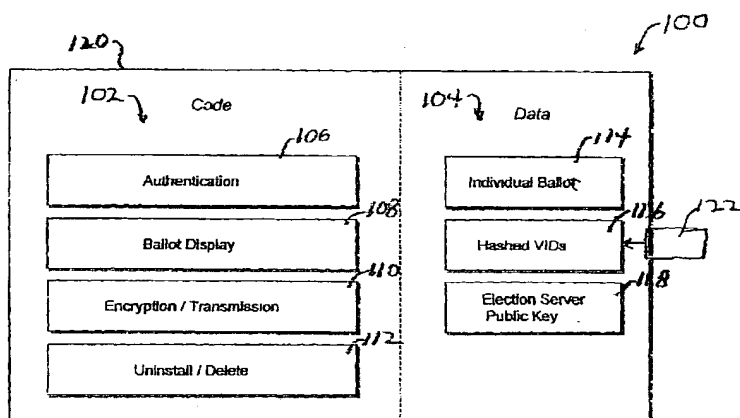 100
120
102
Code
104
Data
106
Authentication
114
Individual Ballot
108
Ballot Display
116
Hashed VIDs
122
110
Encryption / Transmission
118
Election Server
Public Key
112
Uninstall / Delete